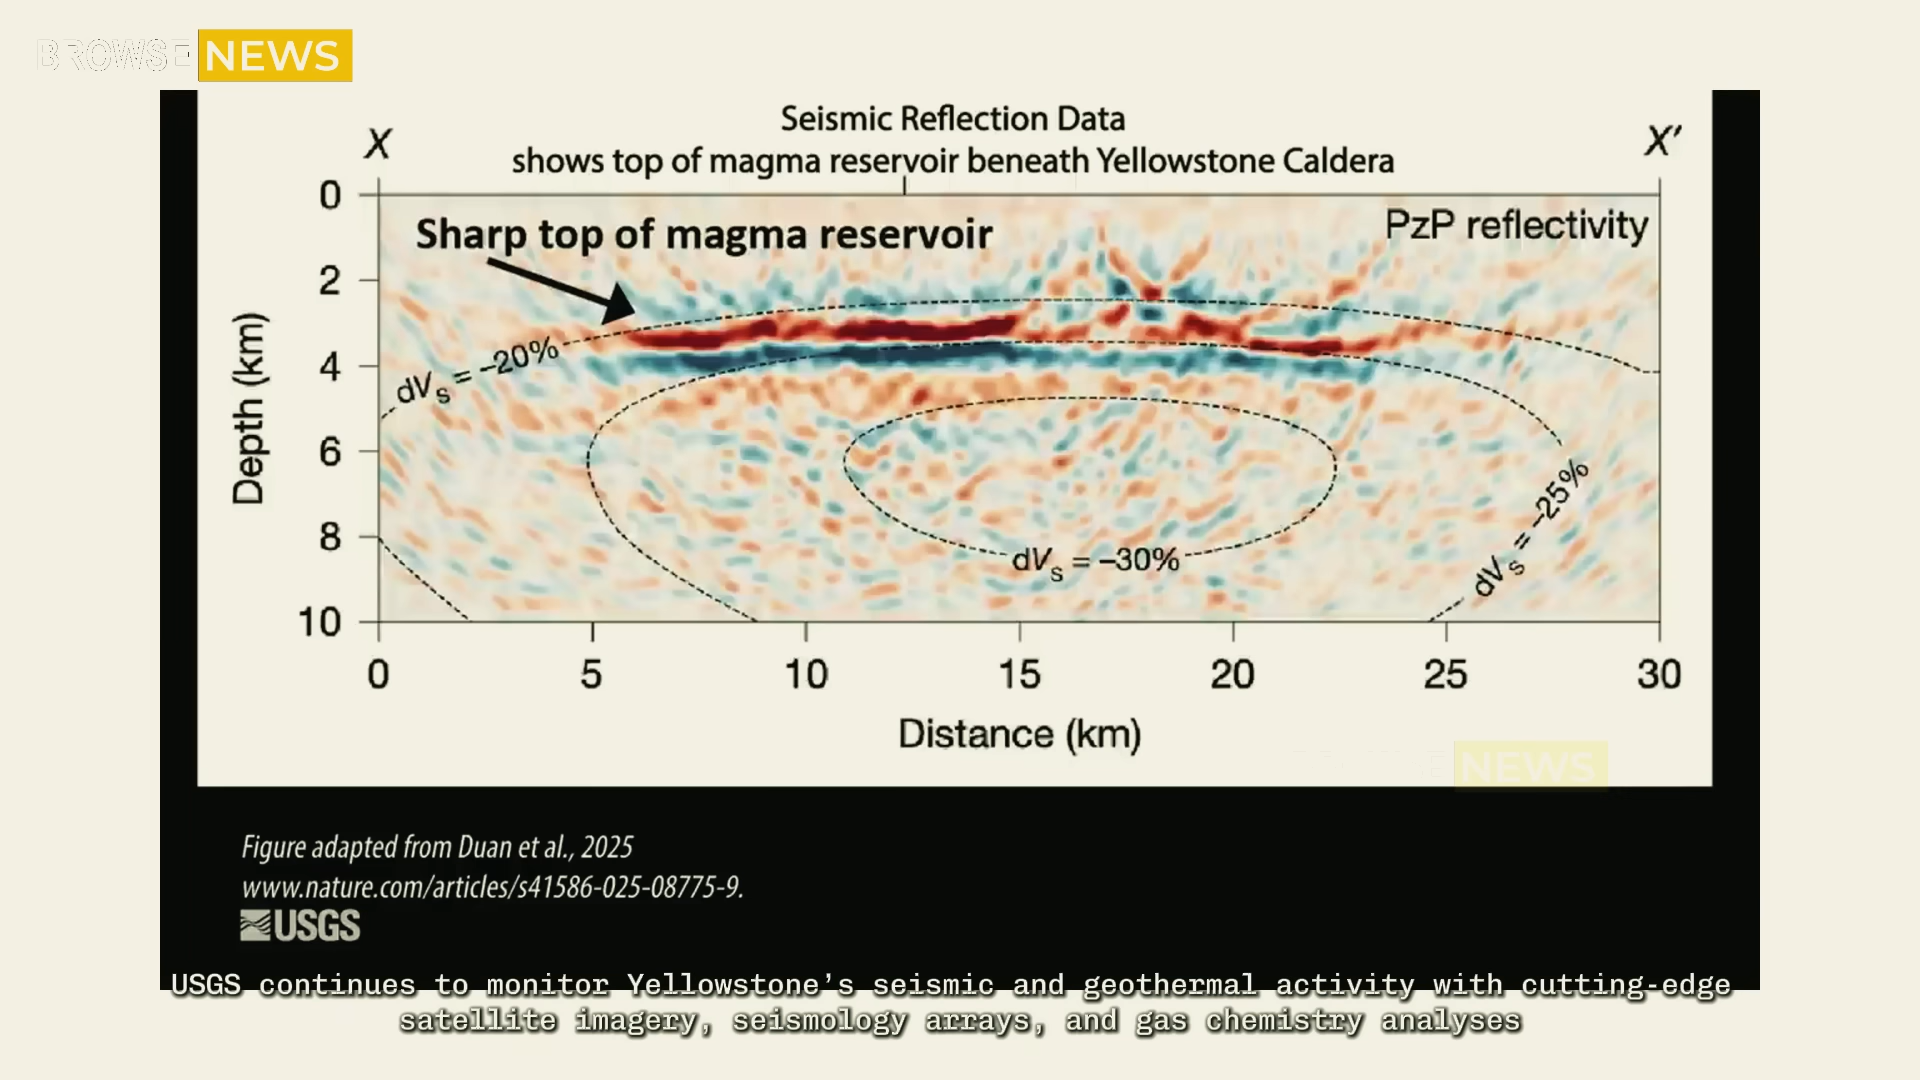 BROWSE NEWS
Seismic Reflection Data
shows top of magma reservoir beneath Yellowstone Caldera
X
X′
0
Sharp top of magma reservoir
PzP reflectivity
2
4
6
8
10
Depth (km)
dVs = –20%
dVs = –25%
dVs = –30%
0 5 10 15 20 25 30
Distance (km)
NEWS
Figure adapted from Duan et al., 2025
www.nature.com/articles/s41586-025-08775-9.
USGS
USGS continues to monitor Yellowstone’s seismic and geothermal activity with cutting-edge
satellite imagery, seismology arrays, and gas chemistry analyses